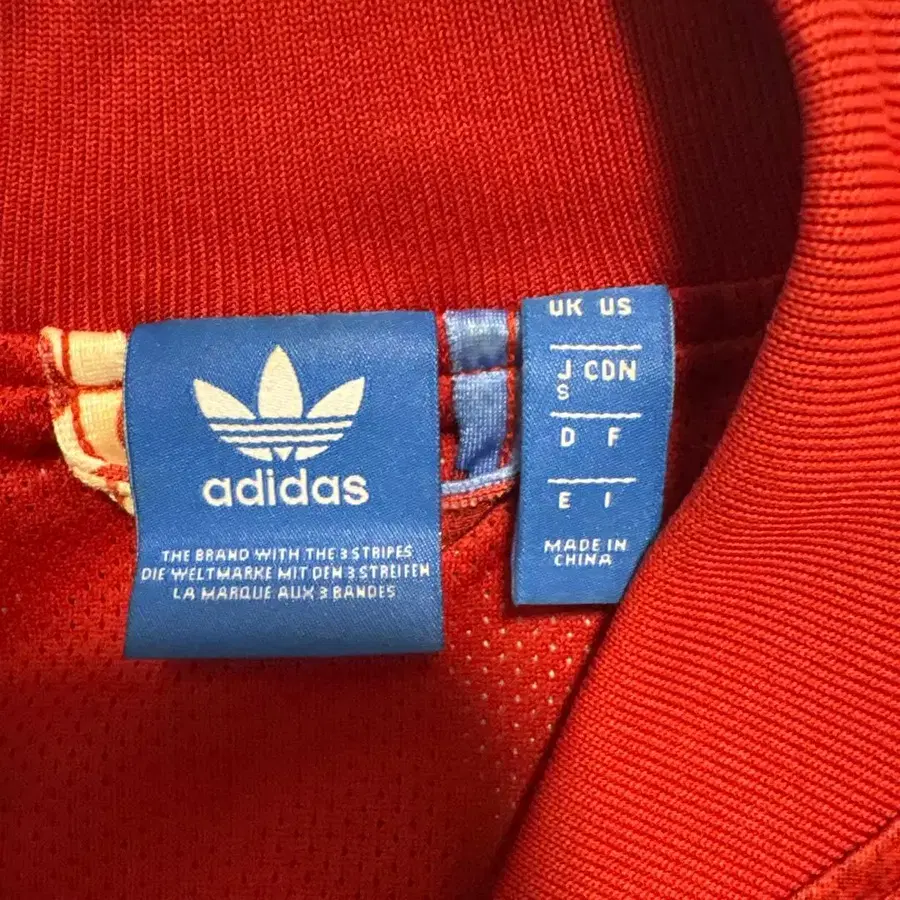 adidas
THE BRAND WITH THE 3 STRIPES
DIE WELTMARKE MIT DEN 3 STREIFEN
LA MARQUE AUX 3 BANDES
UK US
J CDN
S
D F
E I
MADE IN
CHINA